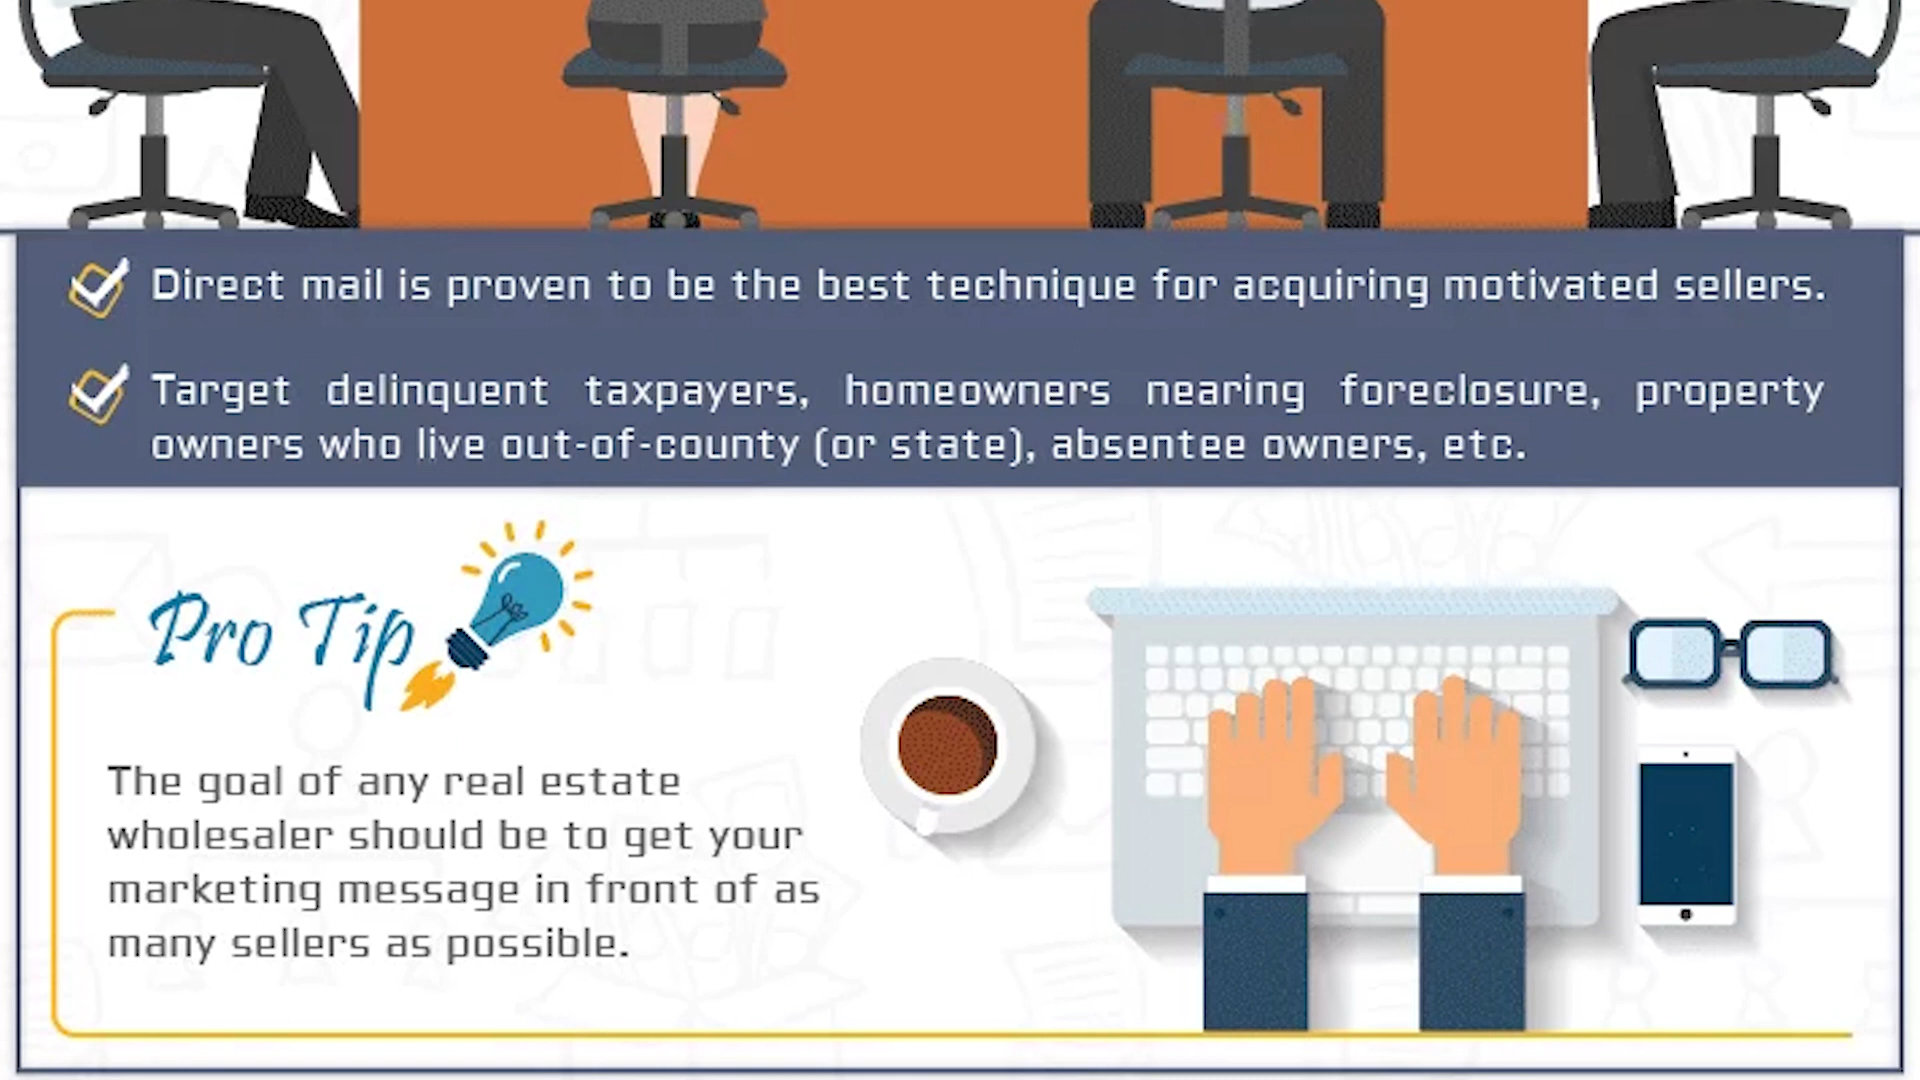 Direct mail is proven to be the best technique for acquiring motivated sellers.
Target delinquent taxpayers, homeowners nearing foreclosure, property
owners who live out-of-county (or state), absentee owners, etc.
Pro Tip
The goal of any real estate
wholesaler should be to get your
marketing message in front of as
many sellers as possible.